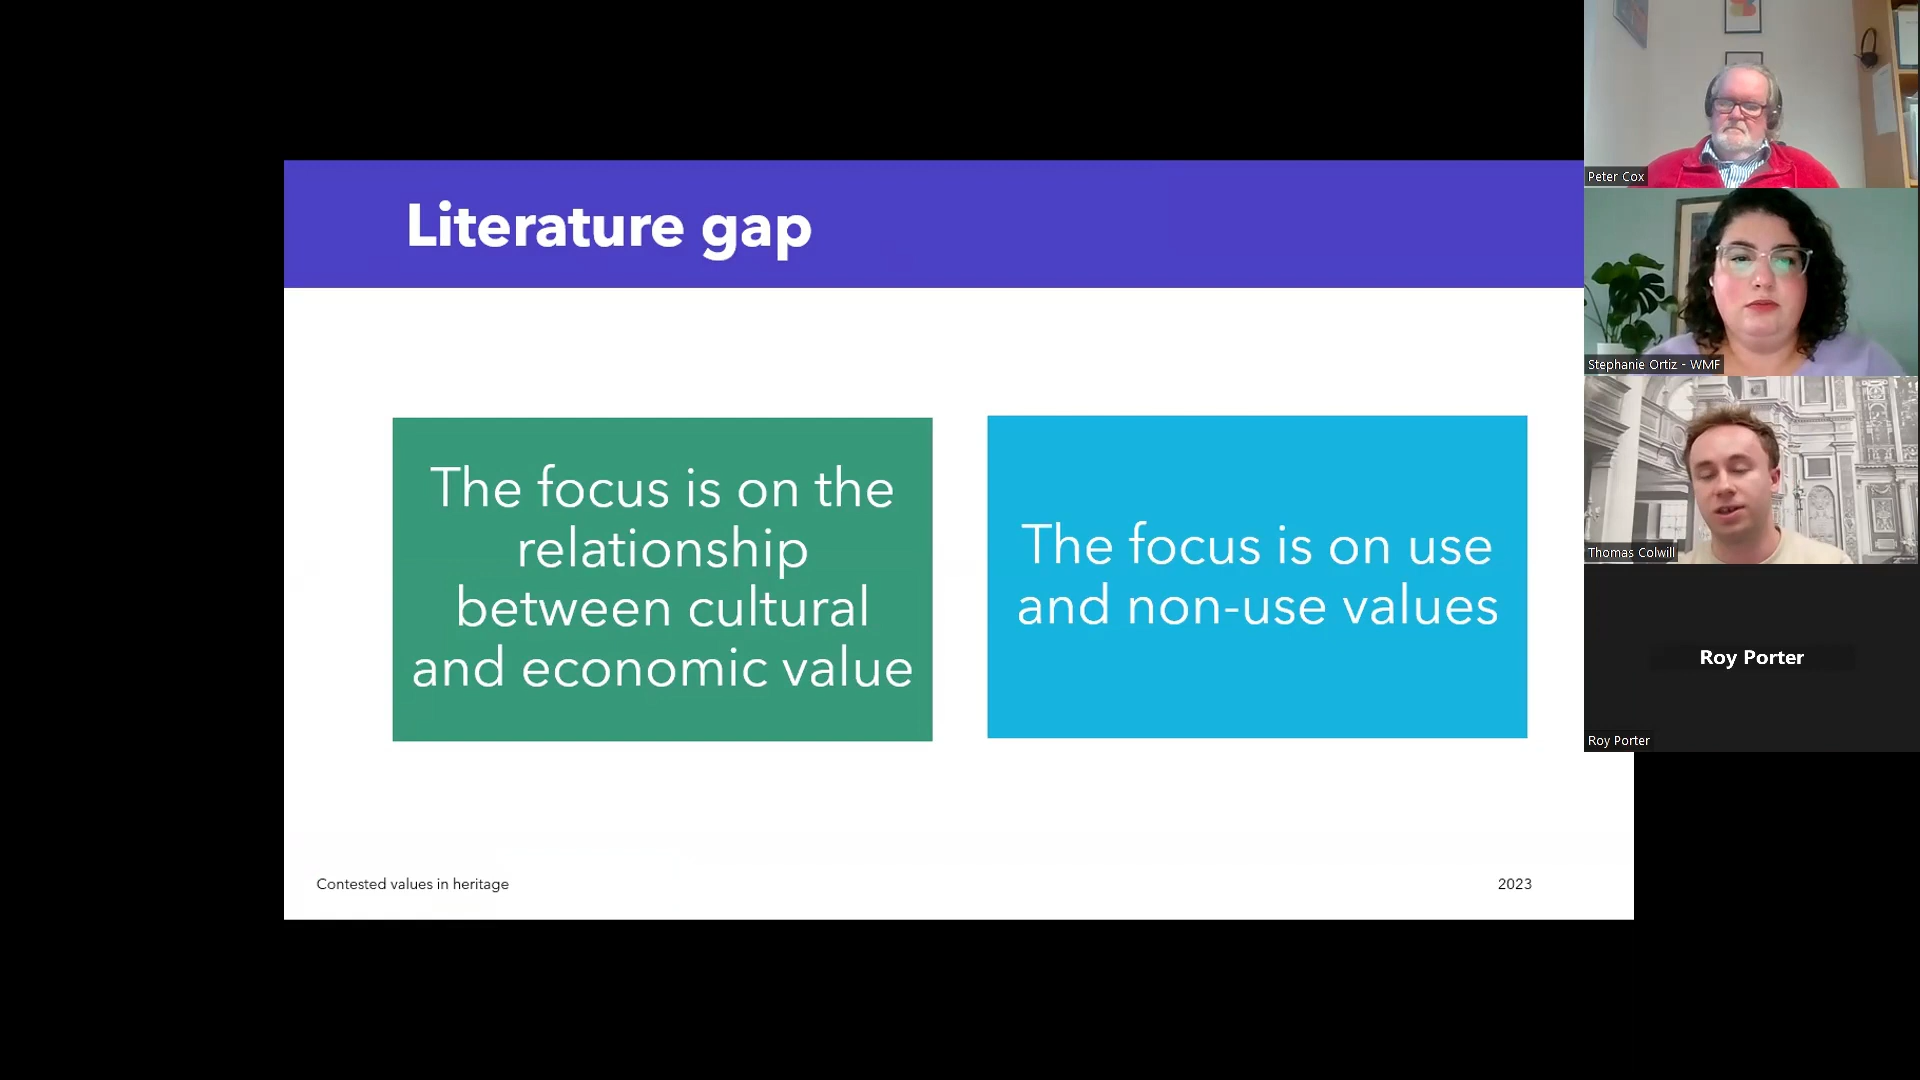 Literature gap
The focus is on the
relationship
between cultural
and economic value
The focus is on use
and non-use values
Contested values in heritage
2023
Peter Cox
Stephanie Ortiz - WMF
Thomas Colwill
Roy Porter
Roy Porter